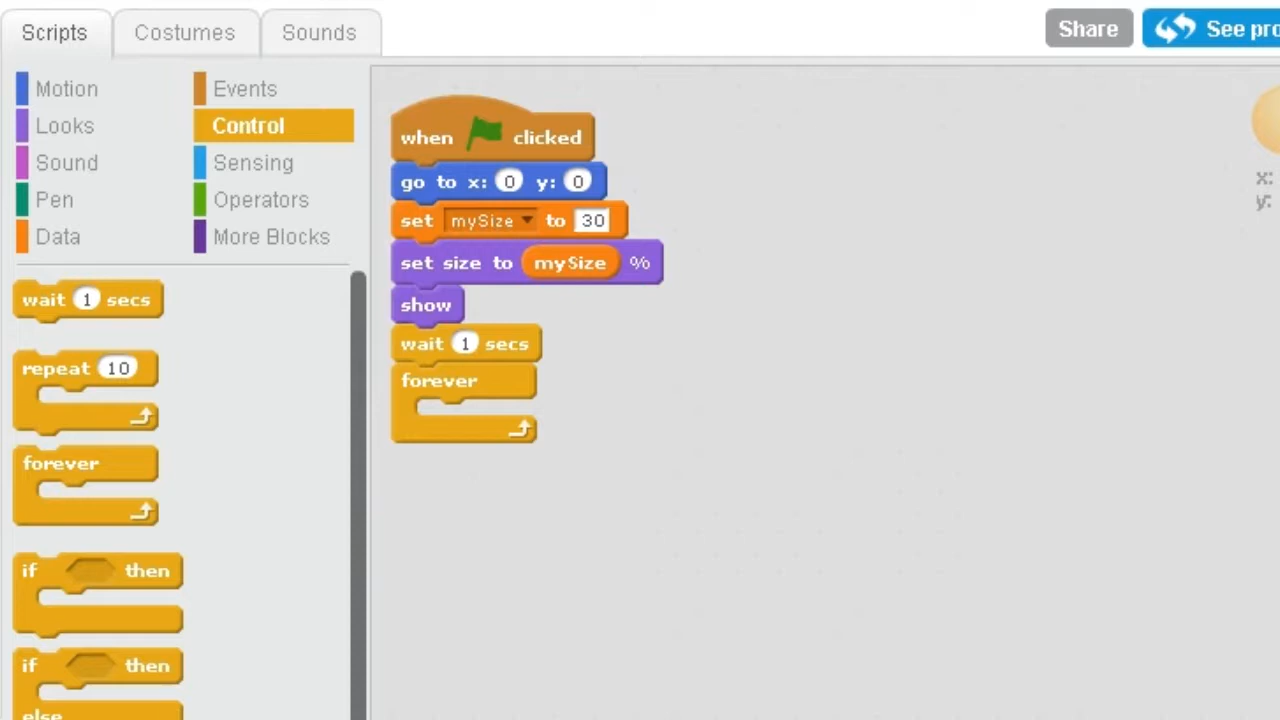 Scripts Costumes Sounds Share
Motion Events
Looks Control
Sound Sensing
Pen Operators
Data More Blocks
wait 1 secs
repeat 10
forever
if then
if then
else
when clicked
go to x: 0 y: 0
set mySize to 30
set size to mySize %
show
wait 1 secs
forever
See
x:
y: